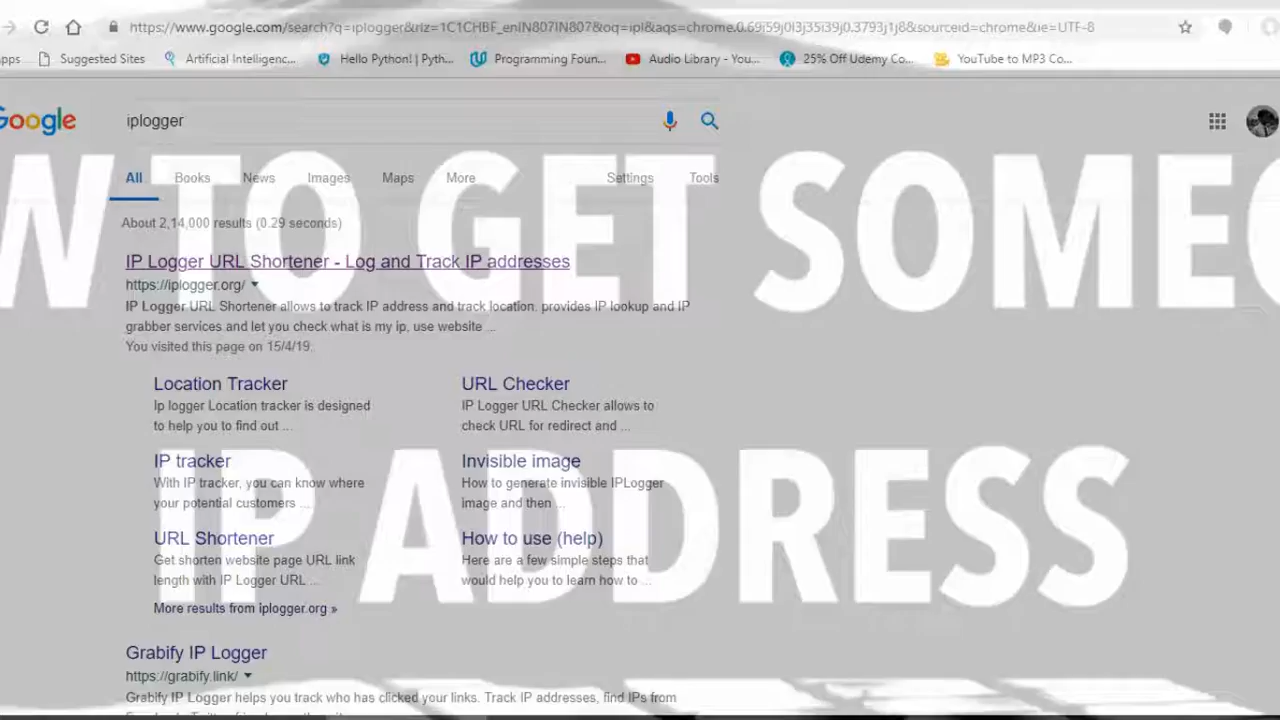 https://www.google.com/search?q=iplogger&rlz=1C1CHBF_enIN807IN807&oq=ipl&aqs=chrome.0.69i59j0l3j35i39j0.3793j1j8&sourceid=chrome&ie=UTF-8
pps Suggested Sites Artificial Intelligenc... Hello Python! | Pyth... Programming Foun... Audio Library - You... 25% Off Udemy Co... YouTube to MP3 Co...
Google iplogger
W TO GET SOMEO
All Books News Images Maps More Settings Tools
About 2,14,000 results (0.29 seconds)
IP Logger URL Shortener - Log and Track IP addresses
https://iplogger.org/
IP Logger URL Shortener allows to track IP address and track location, provides IP lookup and IP
grabber services and let you check what is my ip, use website ...
You visited this page on 15/4/19.
Location Tracker
Ip logger Location tracker is designed
to help you to find out ...
URL Checker
IP Logger URL Checker allows to
check URL for redirect and ...
IP ADDRESS
IP tracker
With IP tracker, you can know where
your potential customers ...
Invisible image
How to generate invisible IPLogger
image and then ...
URL Shortener
Get shorten website page URL link
length with IP Logger URL ...
How to use (help)
Here are a few simple steps that
would help you to learn how to ...
More results from iplogger.org »
Grabify IP Logger
https://grabify.link/
Grabify IP Logger helps you track who has clicked your links. Track IP addresses, find IPs from